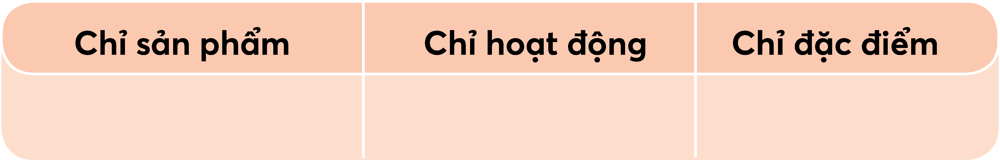 Chỉ sản phẩm
Chỉ hoạt động
Chỉ đặc điểm